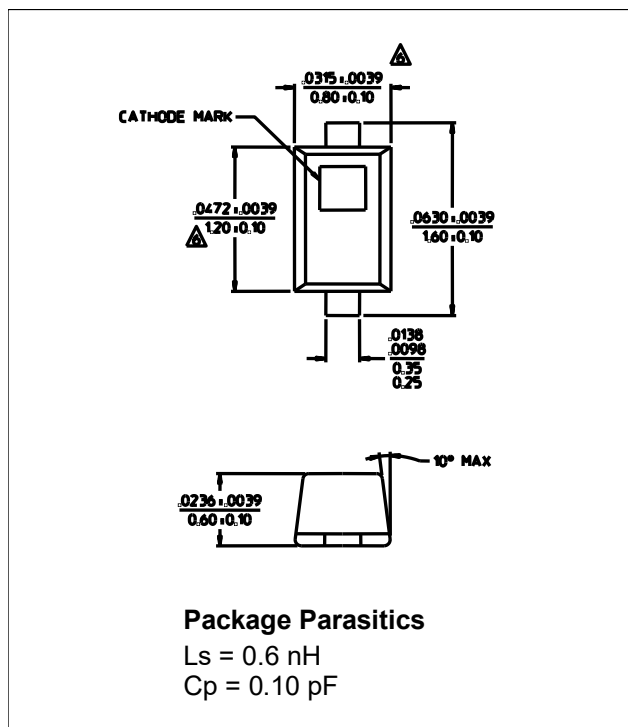 6
.0315±.0039
0.80±0.10
CATHODE MARK
.0472±.0039
1.20±0.10
6
.0630±.0039
1.60±0.10
.0138
.0098
0.35
0.25
10° MAX
.0236±.0039
0.60±0.10
Package Parasitics
Ls = 0.6 nH
Cp = 0.10 pF